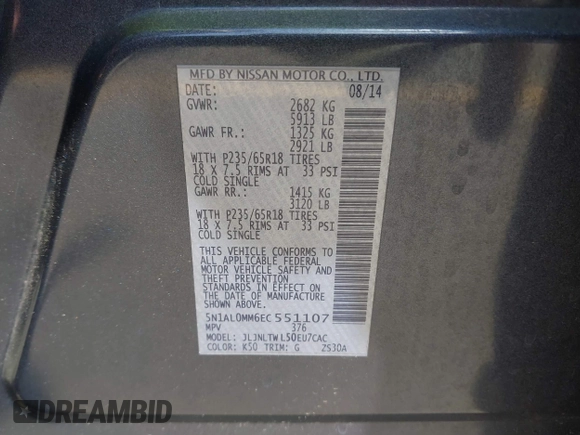 MFD BY NISSAN MOTOR CO., LTD.
DATE: 08/14
GVWR: 2682 KG
5913 LB
GAWR FR.: 1325 KG
2921 LB
WITH P235/65R18 TIRES
18 X 7.5 RIMS AT 33 PSI
COLD SINGLE
GAWR RR.: 1415 KG
3120 LB
WITH P235/65R18 TIRES
18 X 7.5 RIMS AT 33 PSI
COLD SINGLE
THIS VEHICLE CONFORMS TO
ALL APPLICABLE FEDERAL
MOTOR VEHICLE SAFETY AND
THEFT PREVENTION
STANDARDS IN EFFECT ON
THE DATE OF MANUFACTURE
SHOWN ABOVE.
5N1AL0MM6EC551107
MPV 376
MODEL: JLJNLTWL50EU7CAC
COLOR: K50 TRIM: G ZS30A
DREAMBID